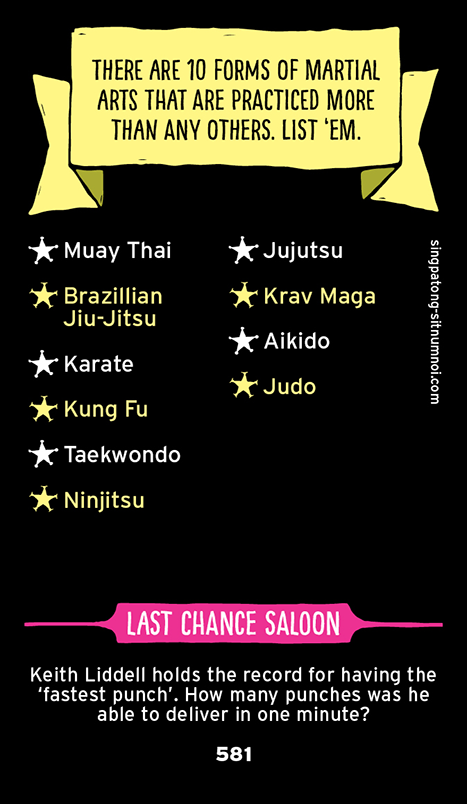 THERE ARE 10 FORMS OF MARTIAL
ARTS THAT ARE PRACTICED MORE
THAN ANY OTHERS. LIST ‘EM.
Muay Thai
Brazillian
Jiu-Jitsu
Karate
Kung Fu
Taekwondo
Ninjitsu
Jujutsu
Krav Maga
Aikido
Judo
singpatong-sitnumnoi.com
LAST CHANCE SALOON
Keith Liddell holds the record for having the
‘fastest punch’. How many punches was he
able to deliver in one minute?
581